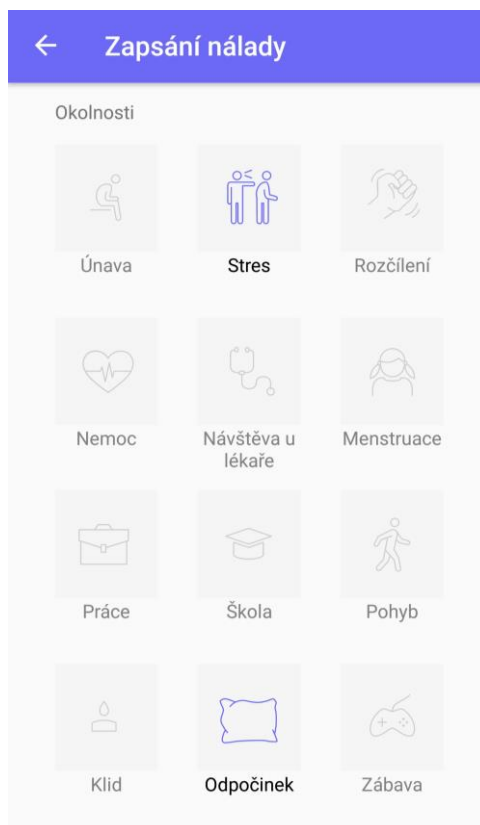 Zapsání nálady
Okolnosti
Únava Stres Rozčílení
Nemoc Návštěva u lékaře Menstruace
Práce Škola Pohyb
Klid Odpočinek Zábava